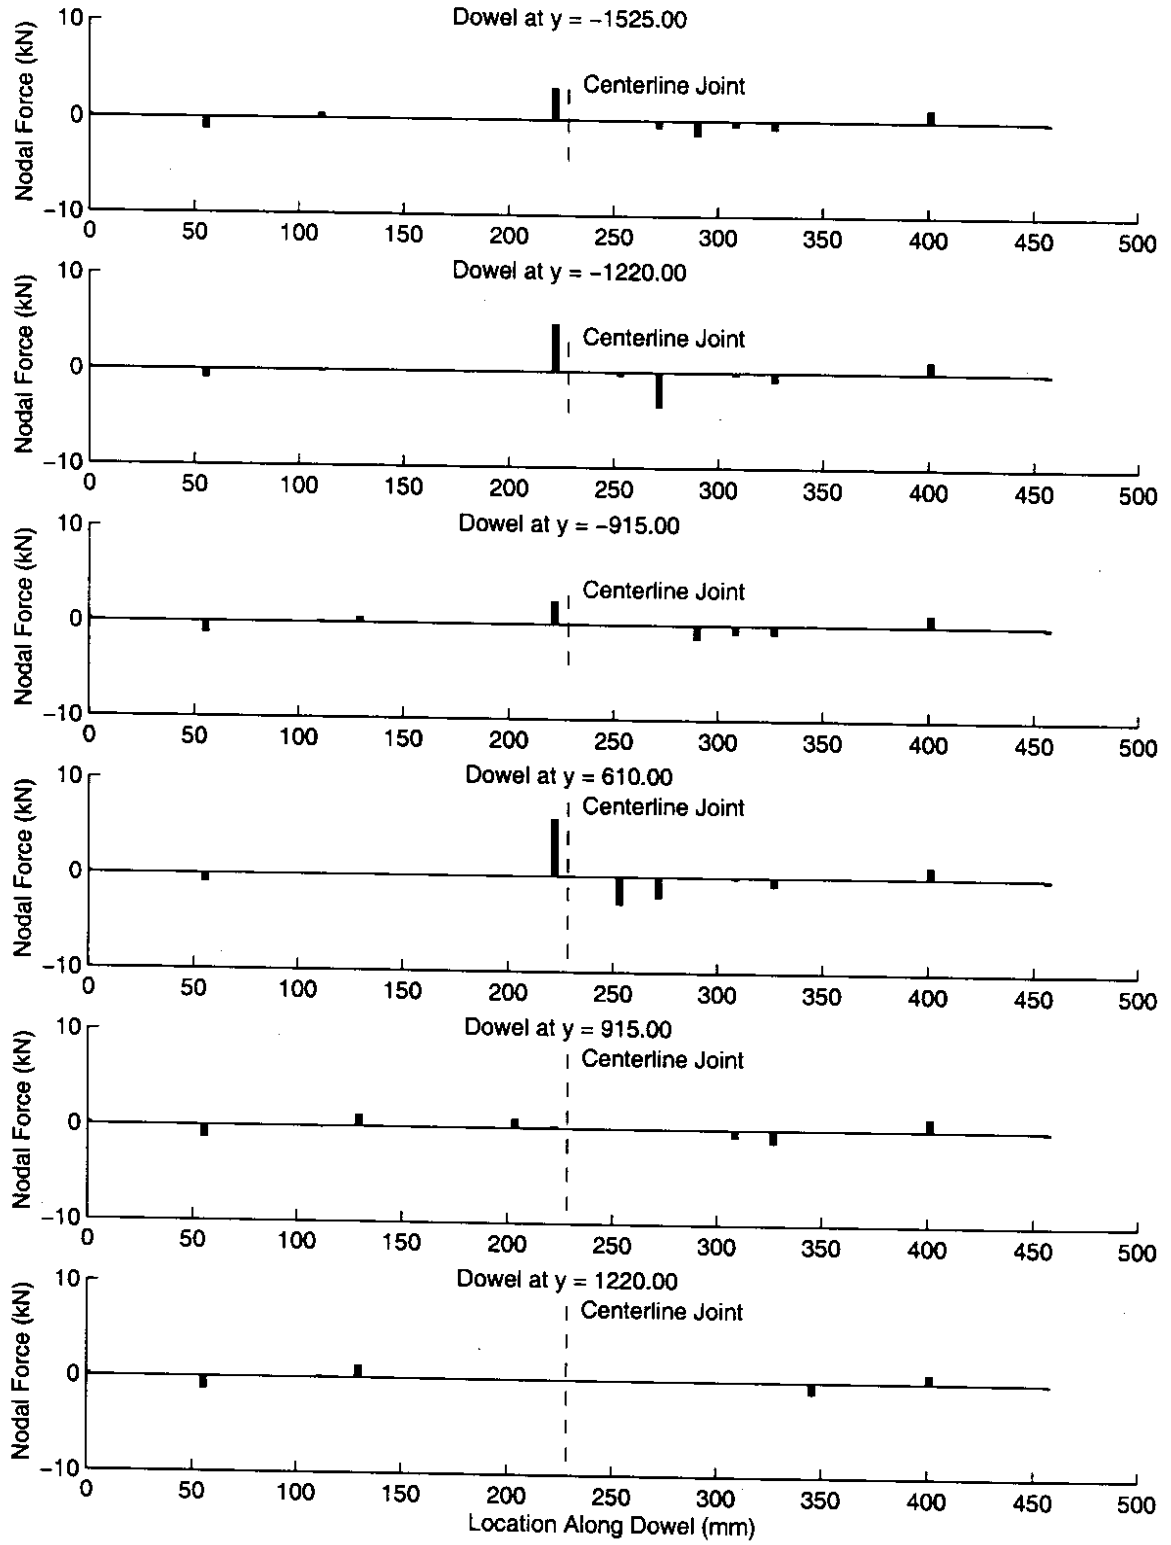 Dowel at y = −1525.00
10
0
−10
Nodal Force (kN)
Centerline Joint
0 50 100 150 200 250 300 350 400 450 500
Dowel at y = −1220.00
10
0
−10
Nodal Force (kN)
Centerline Joint
0 50 100 150 200 250 300 350 400 450 500
Dowel at y = −915.00
10
0
−10
Nodal Force (kN)
Centerline Joint
0 50 100 150 200 250 300 350 400 450 500
Dowel at y = 610.00
10
0
−10
Nodal Force (kN)
Centerline Joint
0 50 100 150 200 250 300 350 400 450 500
Dowel at y = 915.00
10
0
−10
Nodal Force (kN)
Centerline Joint
0 50 100 150 200 250 300 350 400 450 500
Dowel at y = 1220.00
10
0
−10
Nodal Force (kN)
Centerline Joint
0 50 100 150 200 250 300 350 400 450 500
Location Along Dowel (mm)